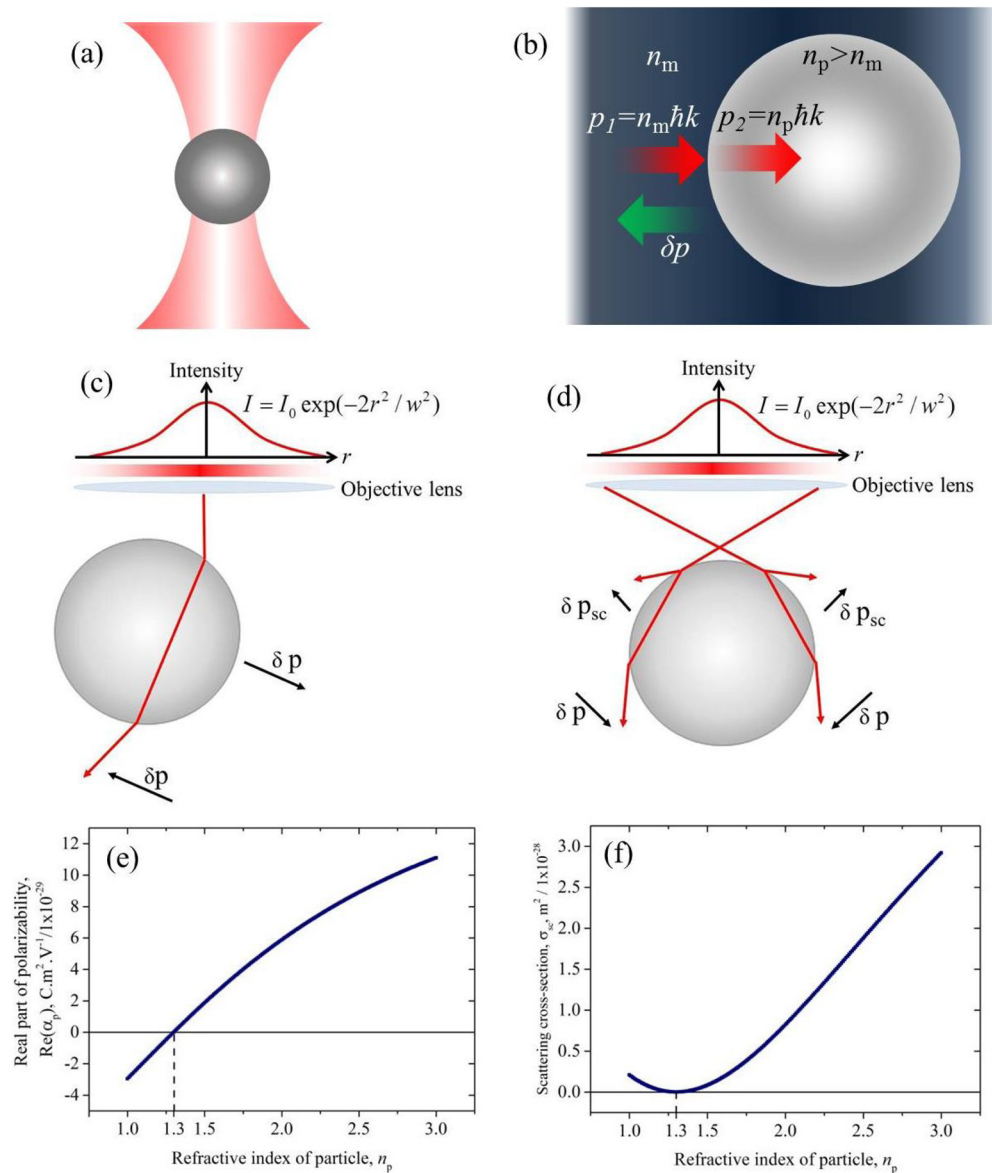 (a)
(b)
nₘ
nₚ>nₘ
p₁=nₘħk
p₂=nₚħk
δp
(c)
Intensity
I = I₀ exp(−2r² / w²)
r
Objective lens
δ p
δp
(d)
Intensity
I = I₀ exp(−2r² / w²)
r
Objective lens
δ p_sc
δ p_sc
δ p
δ p
(e)
Real part of polarizability,
Re(αₚ), C.m².V⁻¹/1x10⁻²⁹
12
10
8
6
4
2
0
-2
-4
1.0
1.3
1.5
2.0
2.5
3.0
Refractive index of particle, nₚ
(f)
Scattering cross-section, σ_sc, m² / 1x10⁻²⁸
3.0
2.5
2.0
1.5
1.0
0.5
0.0
1.0
1.3
1.5
2.0
2.5
3.0
Refractive index of particle, nₚ